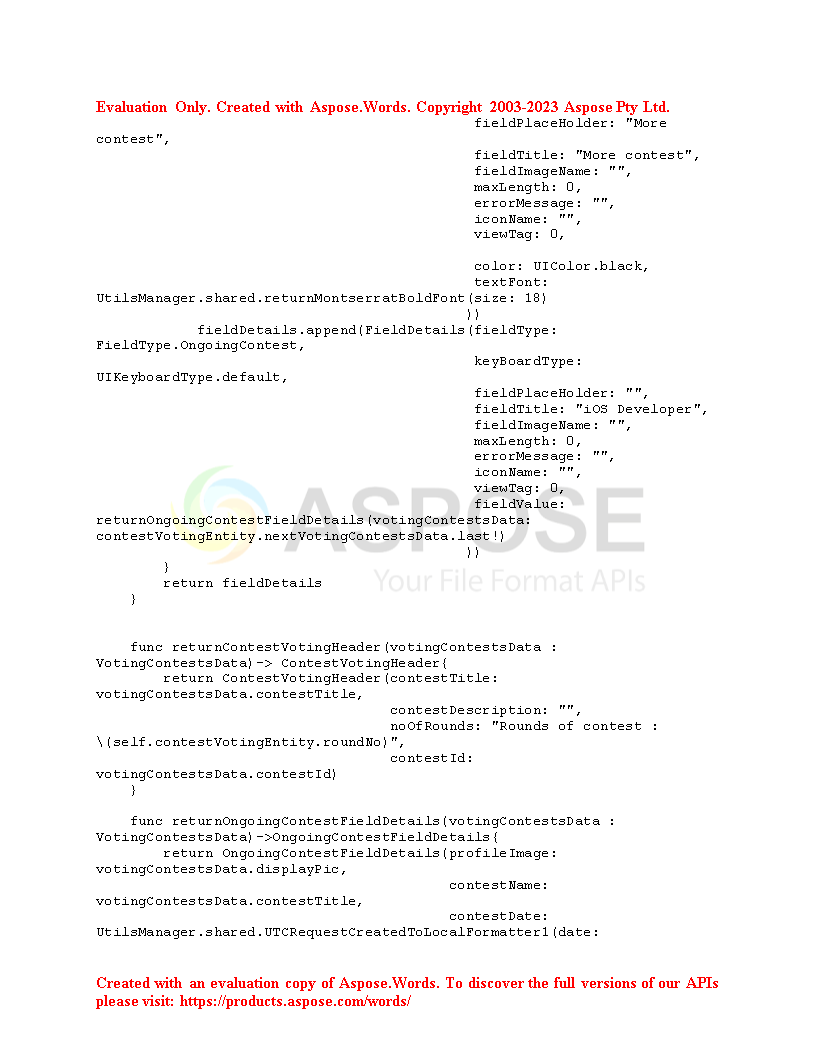 Evaluation Only. Created with Aspose.Words. Copyright 2003-2023 Aspose Pty Ltd.
fieldPlaceHolder: "More
contest",
fieldTitle: "More contest",
fieldImageName: "",
maxLength: 0,
errorMessage: "",
iconName: "",
viewTag: 0,
color: UIColor.black,
textFont:
UtilsManager.shared.returnMontserratBoldFont(size: 18)
))
fieldDetails.append(FieldDetails(fieldType:
FieldType.OngoingContest,
keyBoardType:
UIKeyboardType.default,
fieldPlaceHolder: "",
fieldTitle: "iOS Developer",
fieldImageName: "",
maxLength: 0,
errorMessage: "",
iconName: "",
viewTag: 0,
fieldValue:
returnOngoingContestFieldDetails(votingContestsData:
contestVotingEntity.nextVotingContestsData.last!)
))
ASPOSE
}
Your File Format APIs
return fieldDetails
}
func returnContestVotingHeader(votingContestsData :
VotingContestsData)-> ContestVotingHeader{
return ContestVotingHeader(contestTitle:
votingContestsData.contestTitle,
contestDescription: "",
noOfRounds: "Rounds of contest :
\(self.contestVotingEntity.roundNo)",
contestId:
votingContestsData.contestId)
}
func returnOngoingContestFieldDetails(votingContestsData :
VotingContestsData)->OngoingContestFieldDetails{
return OngoingContestFieldDetails(profileImage:
votingContestsData.displayPic,
contestName:
votingContestsData.contestTitle,
contestDate:
UtilsManager.shared.UTCRequestCreatedToLocalFormatter1(date:
Created with an evaluation copy of Aspose.Words. To discover the full versions of our APIs
please visit: https://products.aspose.com/words/